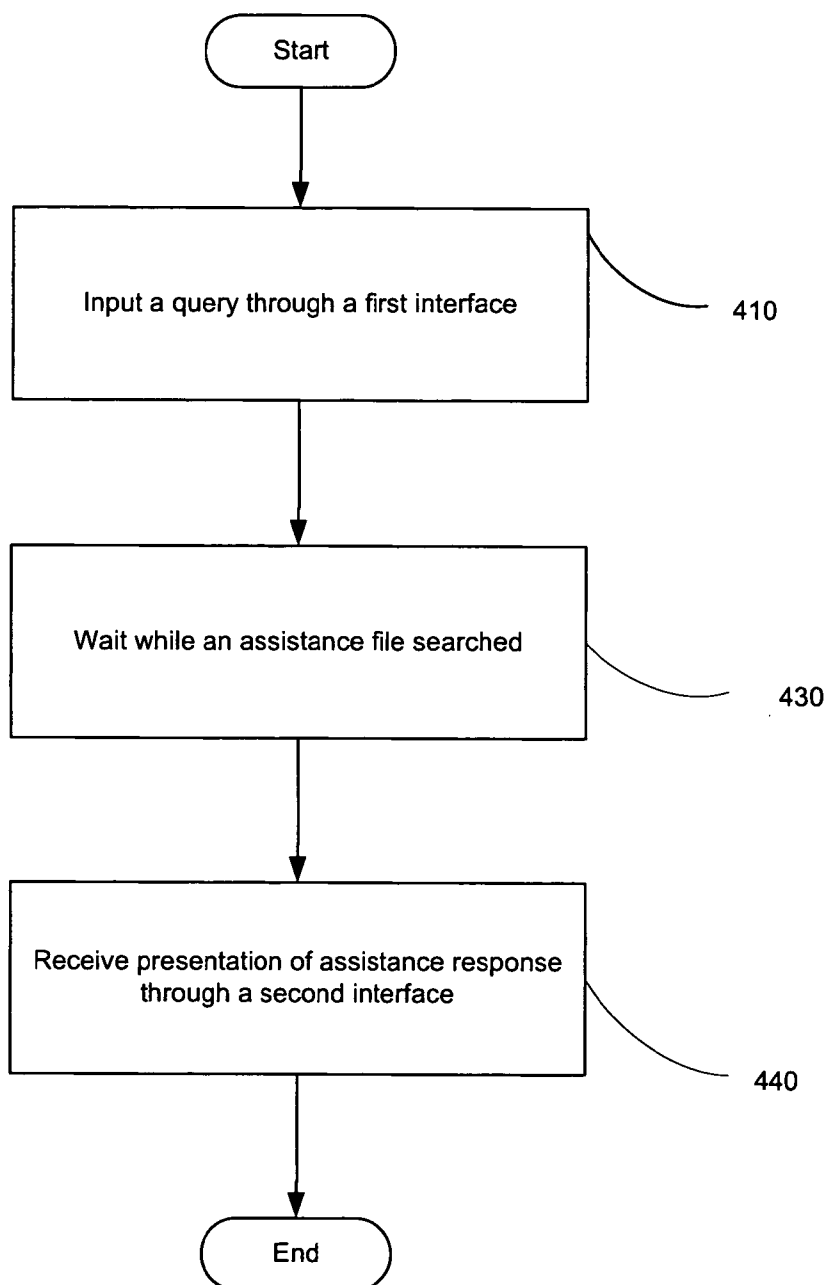 Start
Input a query through a first interface
410
Wait while an assistance file searched
430
Receive presentation of assistance response
through a second interface
440
End